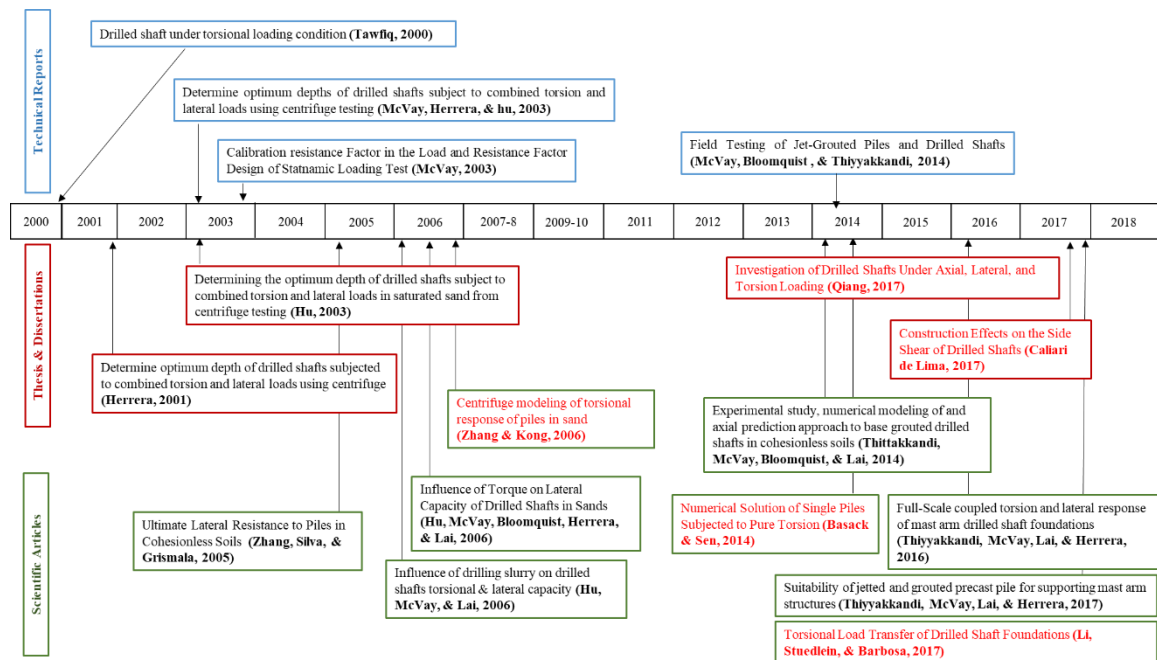 Technical Reports
Drilled shaft under torsional loading condition (Tawfiq, 2000)
Determine optimum depths of drilled shafts subject to combined torsion and
lateral loads using centrifuge testing (McVay, Herrera, & hu, 2003)
Calibration resistance Factor in the Load and Resistance Factor
Design of Statnamic Loading Test (McVay, 2003)
Field Testing of Jet-Grouted Piles and Drilled Shafts
(McVay, Bloomquist , & Thiyyakkandi, 2014)
2000 2001 2002 2003 2004 2005 2006 2007-8 2009-10 2011 2012 2013 2014 2015 2016 2017 2018
Thesis & Dissertations
Determining the optimum depth of drilled shafts subject to
combined torsion and lateral loads in saturated sand from
centrifuge testing (Hu, 2003)
Investigation of Drilled Shafts Under Axial, Lateral, and
Torsion Loading (Qiang, 2017)
Construction Effects on the Side
Shear of Drilled Shafts (Caliari
de Lima, 2017)
Determine optimum depth of drilled shafts subjected
to combined torsion and lateral loads using centrifuge
(Herrera, 2001)
Scientific Articles
Centrifuge modeling of torsional
response of piles in sand
(Zhang & Kong, 2006)
Experimental study, numerical modeling of and
axial prediction approach to base grouted drilled
shafts in cohesionless soils (Thittakkandi,
McVay, Bloomquist, & Lai, 2014)
Influence of Torque on Lateral
Capacity of Drilled Shafts in Sands
(Hu, McVay, Bloomquist, Herrera,
& Lai, 2006)
Numerical Solution of Single Piles
Subjected to Pure Torsion (Basack
& Sen, 2014)
Full-Scale coupled torsion and lateral response
of mast arm drilled shaft foundations
(Thiyyakkandi, McVay, Lai, & Herrera,
2016)
Ultimate Lateral Resistance to Piles in
Cohesionless Soils (Zhang, Silva, &
Grismala, 2005)
Influence of drilling slurry on drilled
shafts torsional & lateral capacity (Hu,
McVay, & Lai, 2006)
Suitability of jetted and grouted precast pile for supporting mast arm
structures (Thiyyakkandi, McVay, Lai, & Herrera, 2017)
Torsional Load Transfer of Drilled Shaft Foundations (Li,
Stuedlein, & Barbosa, 2017)